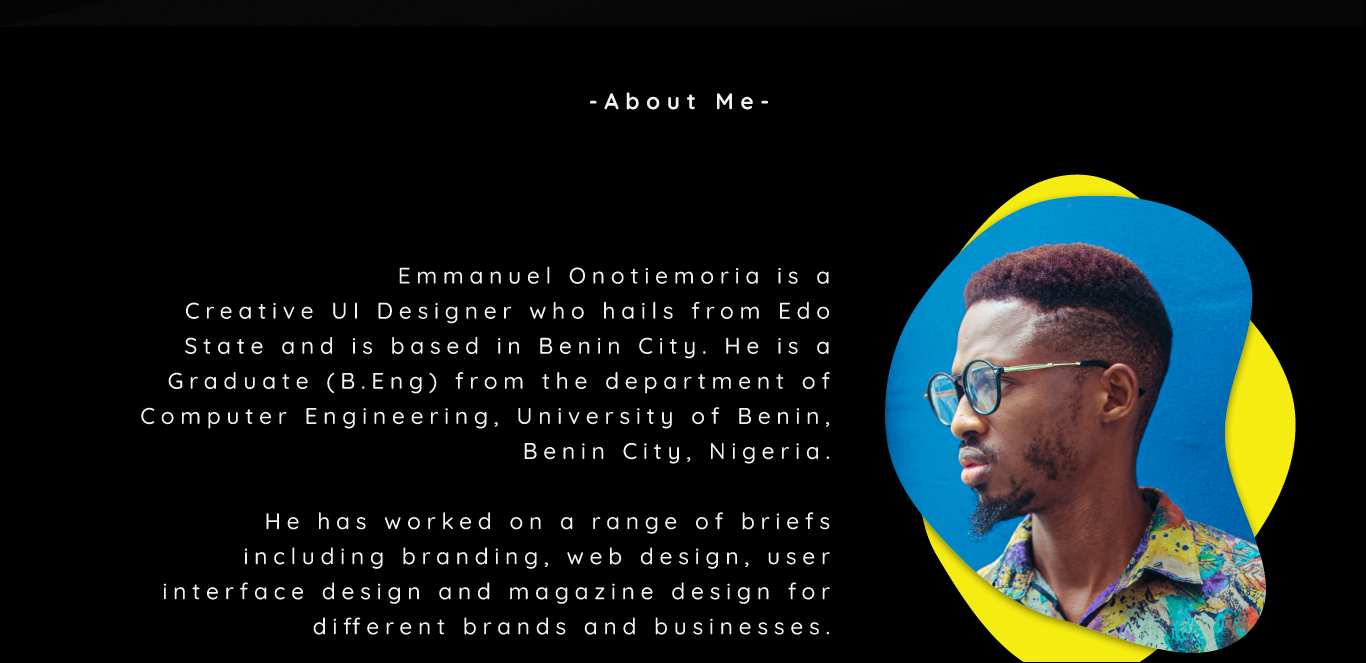 -About Me-
Emmanuel Onotiemoria is a
Creative UI Designer who hails from Edo
State and is based in Benin City. He is a
Graduate (B.Eng) from the department of
Computer Engineering, University of Benin,
Benin City, Nigeria.
He has worked on a range of briefs
including branding, web design, user
interface design and magazine design for
different brands and businesses.